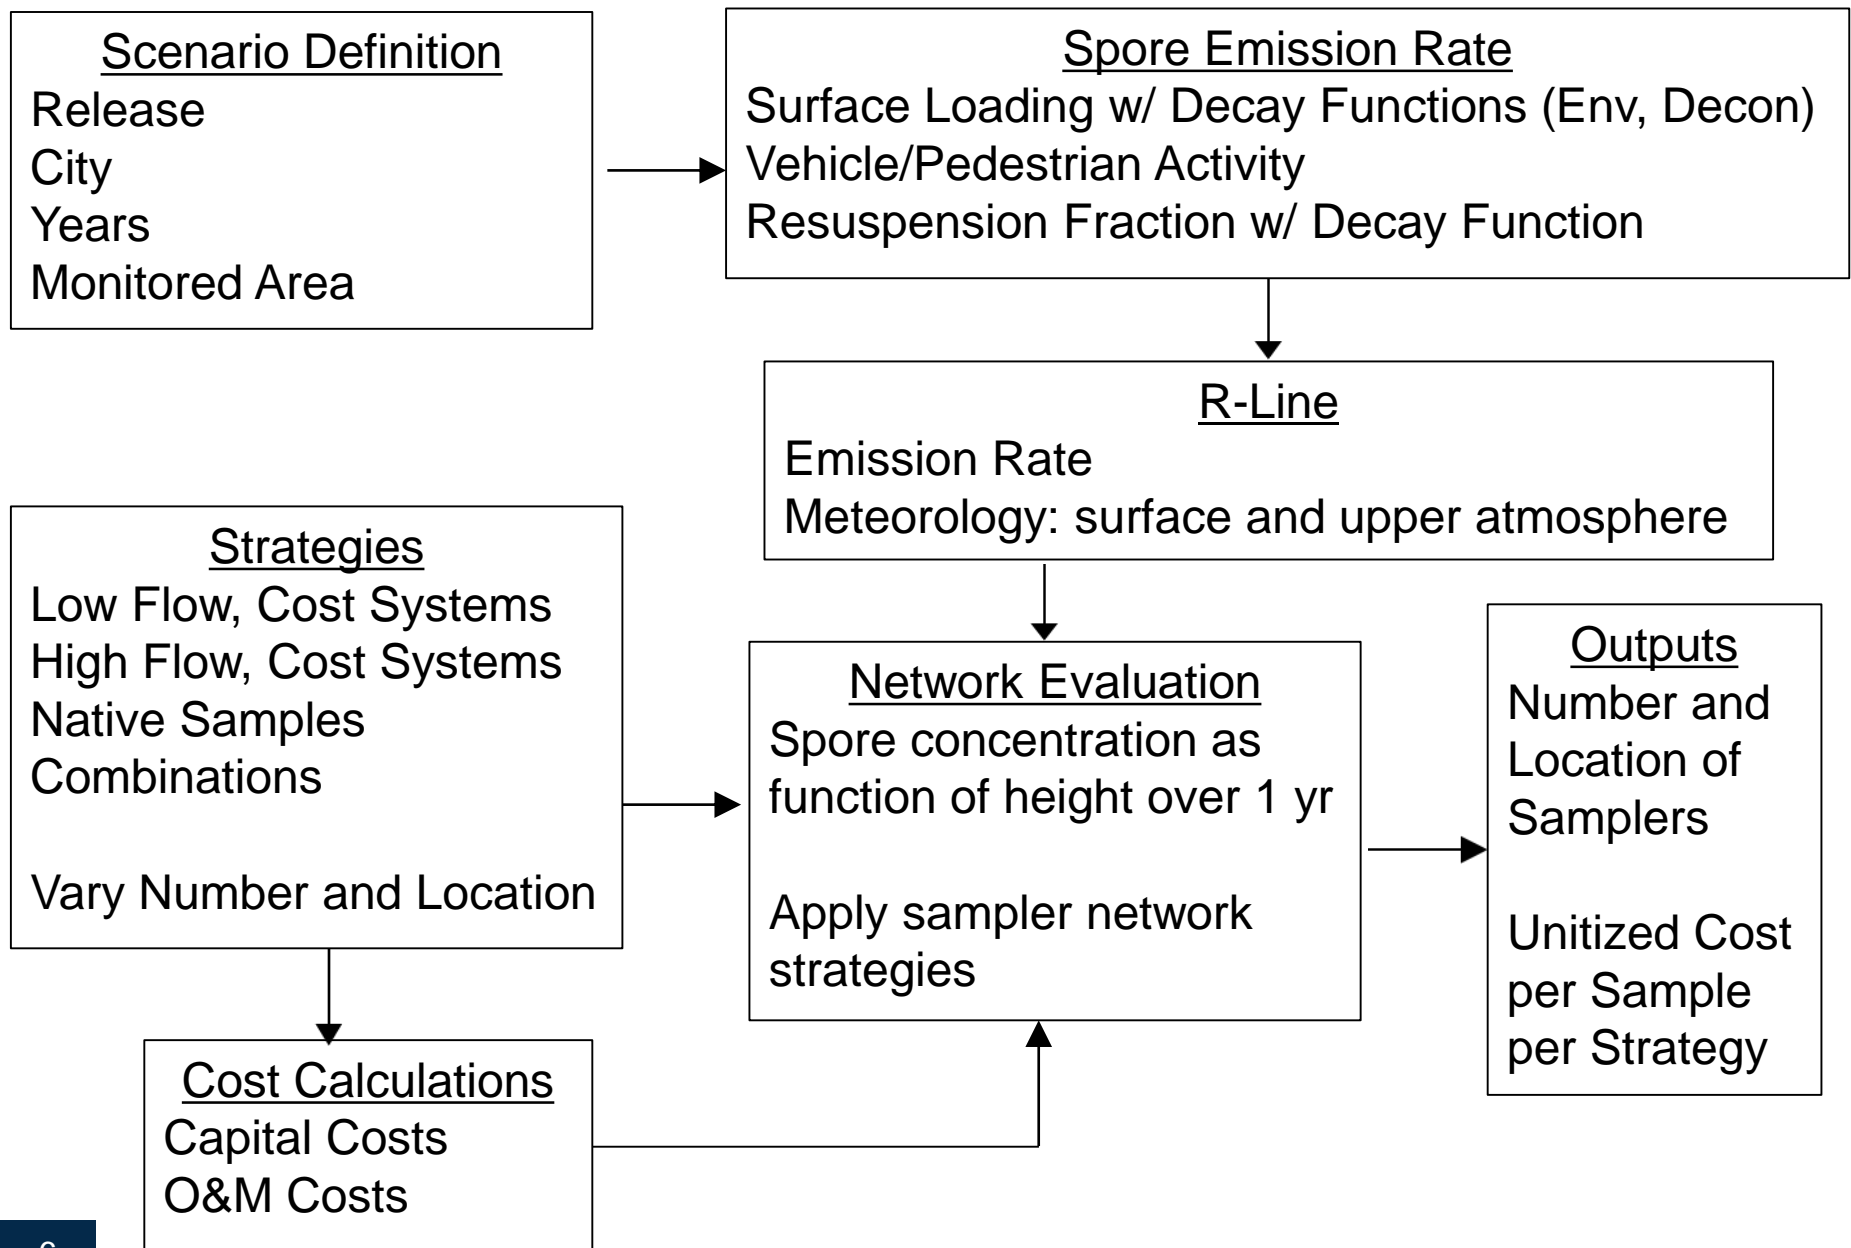 Scenario Definition
Release
City
Years
Monitored Area
Spore Emission Rate
Surface Loading w/ Decay Functions (Env, Decon)
Vehicle/Pedestrian Activity
Resuspension Fraction w/ Decay Function
R-Line
Emission Rate
Meteorology: surface and upper atmosphere
Strategies
Low Flow, Cost Systems
High Flow, Cost Systems
Native Samples
Combinations
Vary Number and Location
Network Evaluation
Spore concentration as
function of height over 1 yr
Apply sampler network
strategies
Outputs
Number and
Location of
Samplers
Unitized Cost
per Sample
per Strategy
Cost Calculations
Capital Costs
O&M Costs